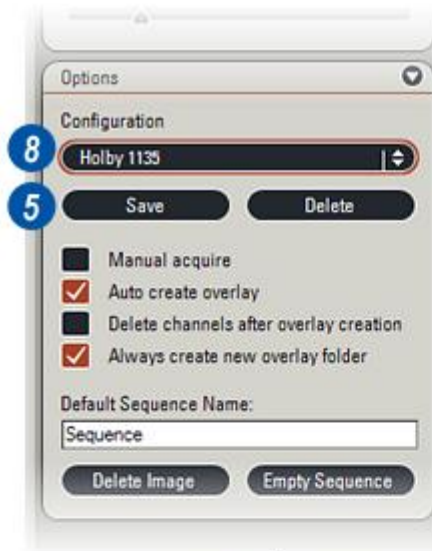 Options
Configuration
8 Holby 1135
5 Save Delete
Manual acquire
Auto create overlay
Delete channels after overlay creation
Always create new overlay folder
Default Sequence Name:
Sequence
Delete Image Empty Sequence